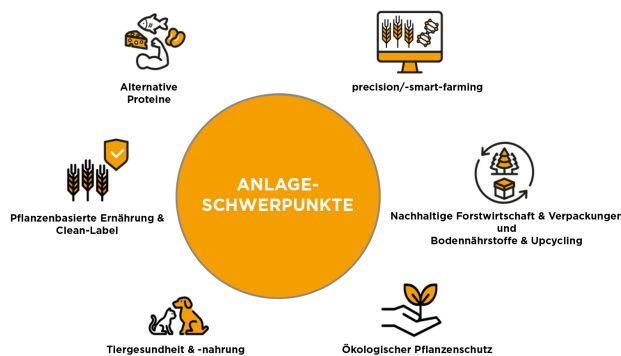 Alternative
Proteine
precision/-smart-farming
ANLAGE-
SCHWERPUNKTE
Pflanzenbasierte Ernährung &
Clean-Label
Nachhaltige Forstwirtschaft & Verpackungen
und
Bodennährstoffe & Upcycling
Tiergesundheit & -nahrung
Ökologischer Pflanzenschutz